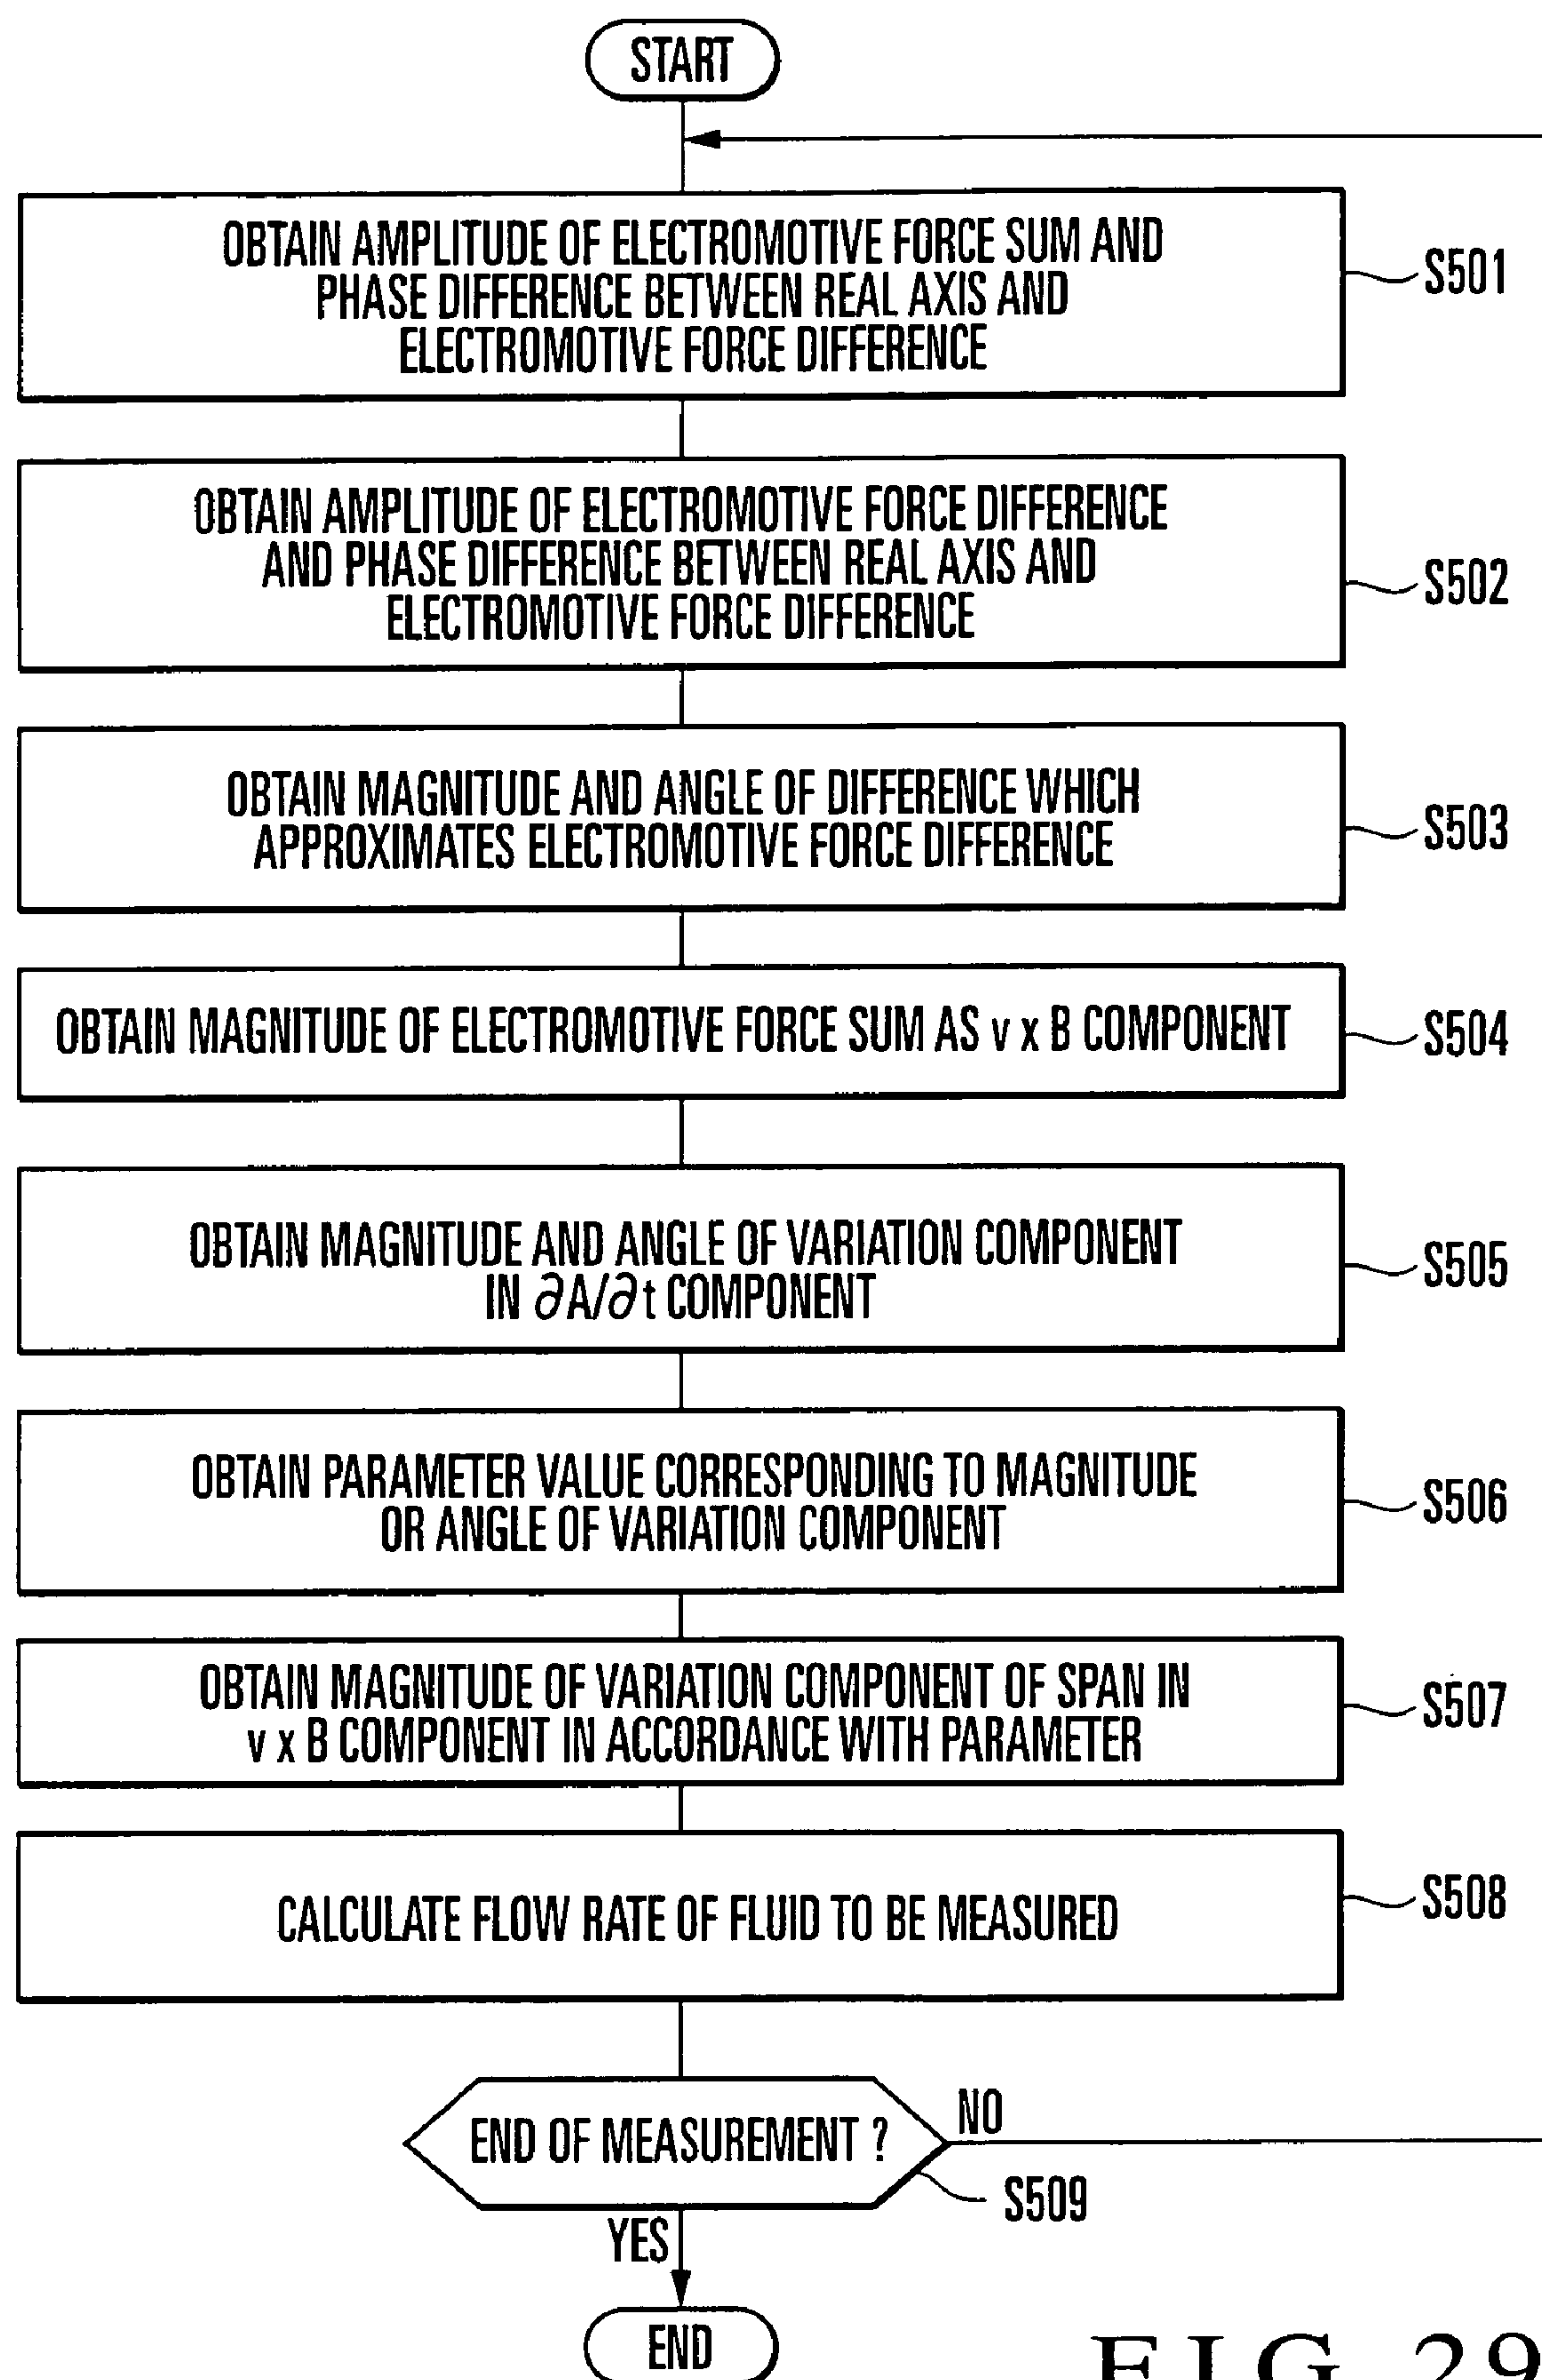 START
OBTAIN AMPLITUDE OF ELECTROMOTIVE FORCE SUM AND
PHASE DIFFERENCE BETWEEN REAL AXIS AND
ELECTROMOTIVE FORCE DIFFERENCE
S501
OBTAIN AMPLITUDE OF ELECTROMOTIVE FORCE DIFFERENCE
AND PHASE DIFFERENCE BETWEEN REAL AXIS AND
ELECTROMOTIVE FORCE DIFFERENCE
S502
OBTAIN MAGNITUDE AND ANGLE OF DIFFERENCE WHICH
APPROXIMATES ELECTROMOTIVE FORCE DIFFERENCE
S503
OBTAIN MAGNITUDE OF ELECTROMOTIVE FORCE SUM AS v x B COMPONENT
S504
OBTAIN MAGNITUDE AND ANGLE OF VARIATION COMPONENT
IN ∂A/∂t COMPONENT
S505
OBTAIN PARAMETER VALUE CORRESPONDING TO MAGNITUDE
OR ANGLE OF VARIATION COMPONENT
S506
OBTAIN MAGNITUDE OF VARIATION COMPONENT OF SPAN IN
v x B COMPONENT IN ACCORDANCE WITH PARAMETER
S507
CALCULATE FLOW RATE OF FLUID TO BE MEASURED
S508
END OF MEASUREMENT ?
NO
S509
YES
END
FIG. 29